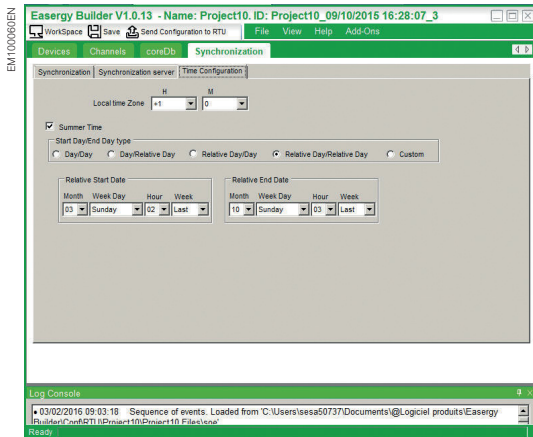 EM100060EN
Easergy Builder V1.0.13 - Name: Project10. ID: Project10_09/10/2015 16:28:07_3
WorkSpace Save Send Configuration to RTU File View Help Add-Ons
Devices Channels coreDb Synchronization
Synchronization Synchronization server Time Configuration
H M
Local time Zone +1 0
Summer Time
Start Day/End Day type
Day/Day Day/Relative Day Relative Day/Day Relative Day/Relative Day Custom
Relative Start Date Relative End Date
Month Week Day Hour Week Month Week Day Hour Week
03 Sunday 02 Last 10 Sunday 03 Last
Log Console
• 03/02/2016 09:03:18 Sequence of events. Loaded from 'C:\Users\sesa50737\Documents\@Logiciel produits\Easergy
Builder\Conf\RTU\Project10\Project10 Files\soe'
Ready